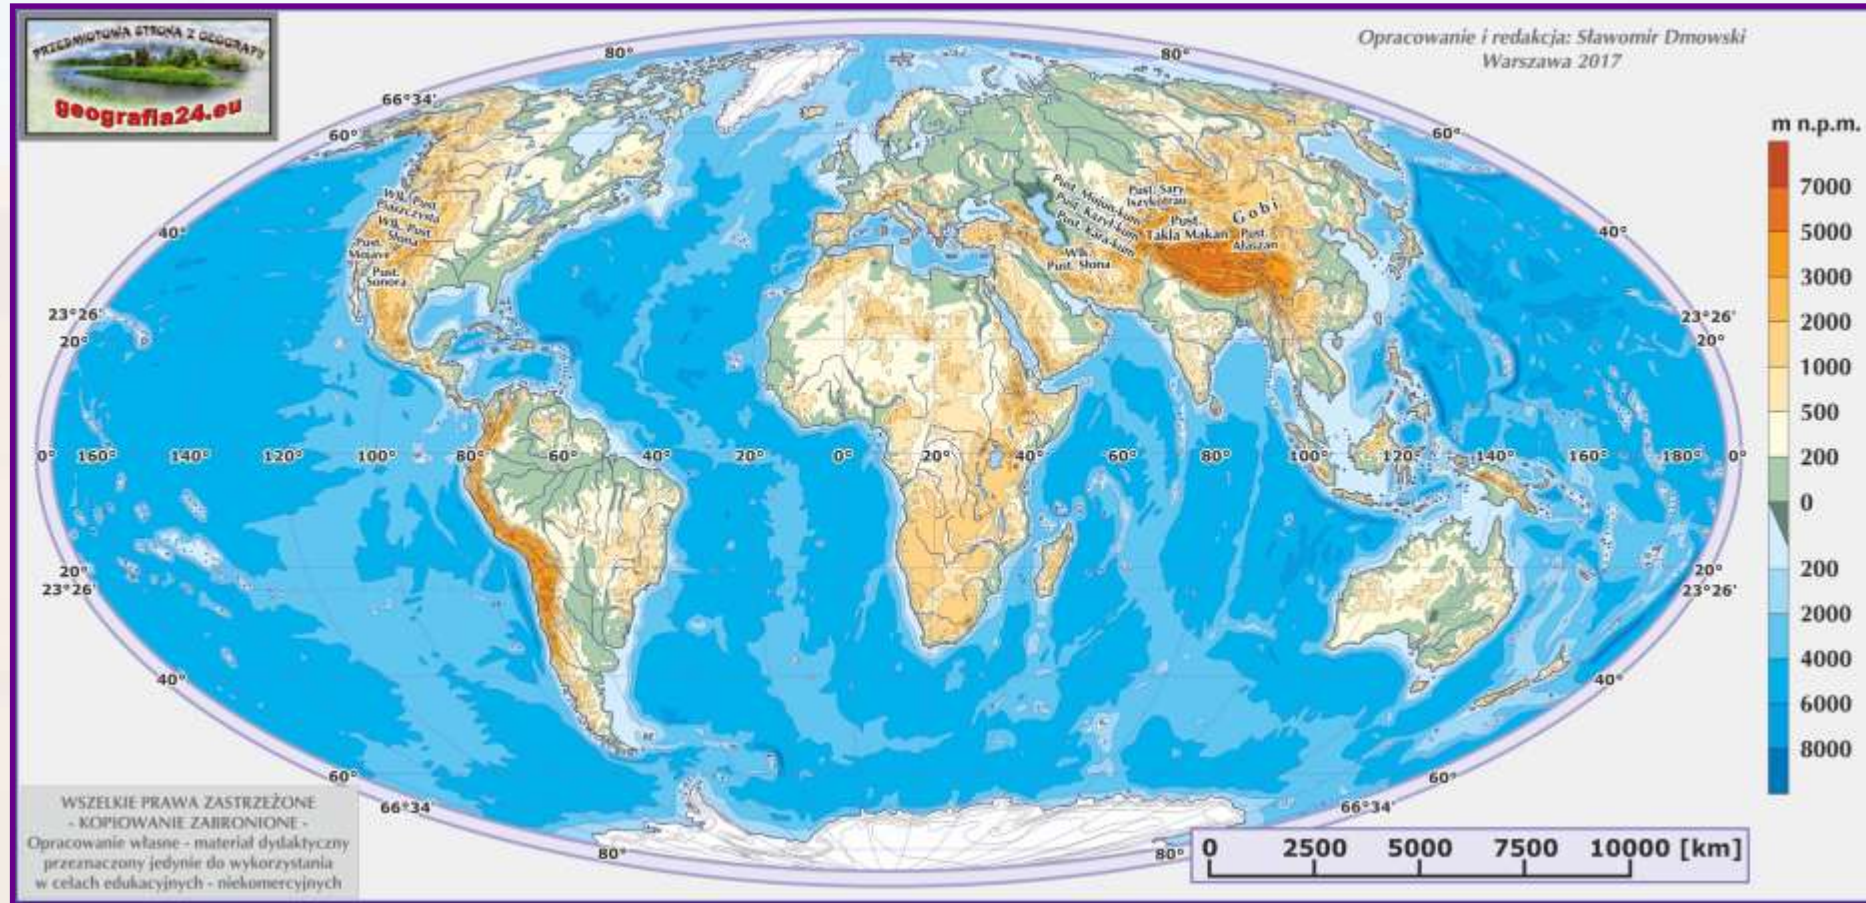 PRZEDMIOTOWA STRONA Z GEOGRAFII
geografia24.eu
Opracowanie i redakcja: Sławomir Dmowski
Warszawa 2017
80°
80°
66°34'
60°
60°
40°
40°
23°26'
20°
23°26'
20°
Wlk. Pust.
Piaszczysta
Wlk. Pust.
Słona
Pust.
Mojave
Pust.
Sonora
Pust. Mojun-kum
Pust. Kazył-kum
Pust. Kara-kum
Wlk.
Pust. Słona
Pust. Sary
Iszykotrau
Pust.
Takla Makan
Gobi
Pust.
Ałaszan
0°
160°
140°
120°
100°
80°
60°
40°
20°
0°
20°
40°
60°
80°
100°
120°
140°
160°
180°
0°
20°
23°26'
20°
23°26'
40°
40°
60°
60°
66°34
66°34'
80°
80°
m n.p.m.
7000
5000
3000
2000
1000
500
200
0
200
2000
4000
6000
8000
WSZELKIE PRAWA ZASTRZEŻONE
- KOPIOWANIE ZABRONIONE -
Opracowanie własne - materiał dydaktyczny
przeznaczony jedynie do wykorzystania
w celach edukacyjnych - niekomercyjnych
0 2500 5000 7500 10000 [km]